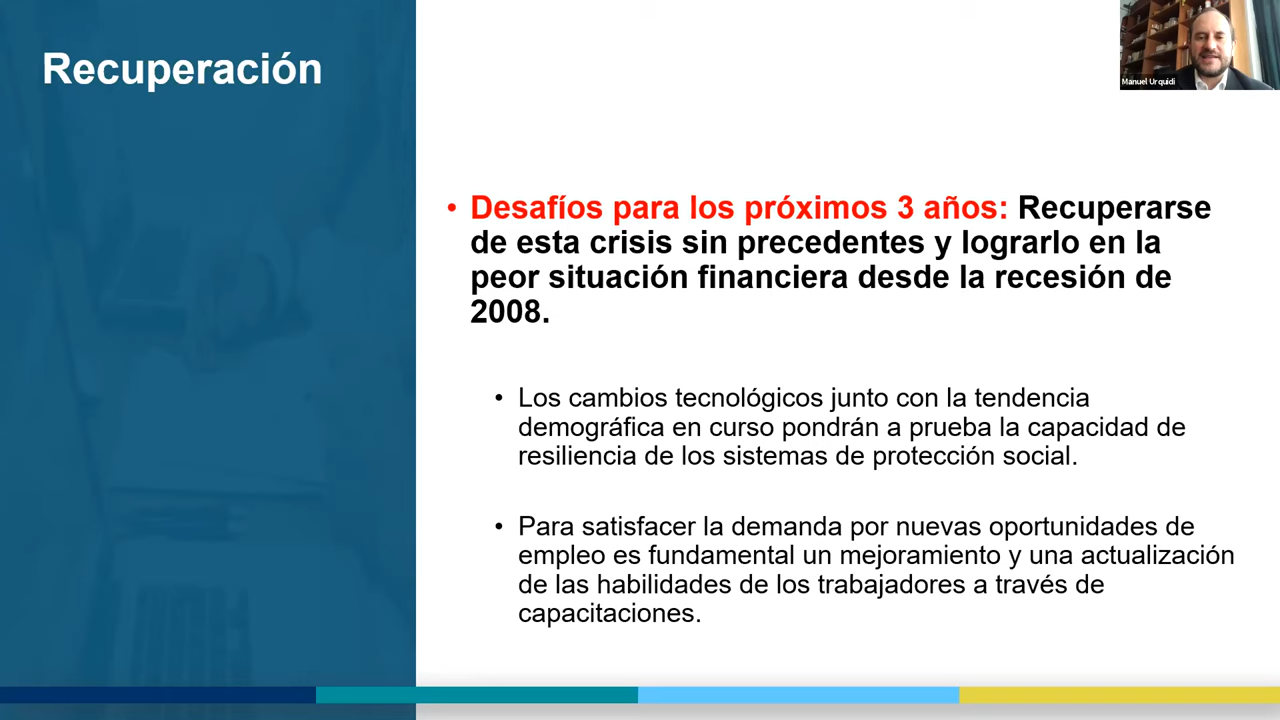 Recuperación
Manuel Urquidi
• Desafíos para los próximos 3 años: Recuperarse
de esta crisis sin precedentes y lograrlo en la
peor situación financiera desde la recesión de
2008.
• Los cambios tecnológicos junto con la tendencia
demográfica en curso pondrán a prueba la capacidad de
resiliencia de los sistemas de protección social.
• Para satisfacer la demanda por nuevas oportunidades de
empleo es fundamental un mejoramiento y una actualización
de las habilidades de los trabajadores a través de
capacitaciones.